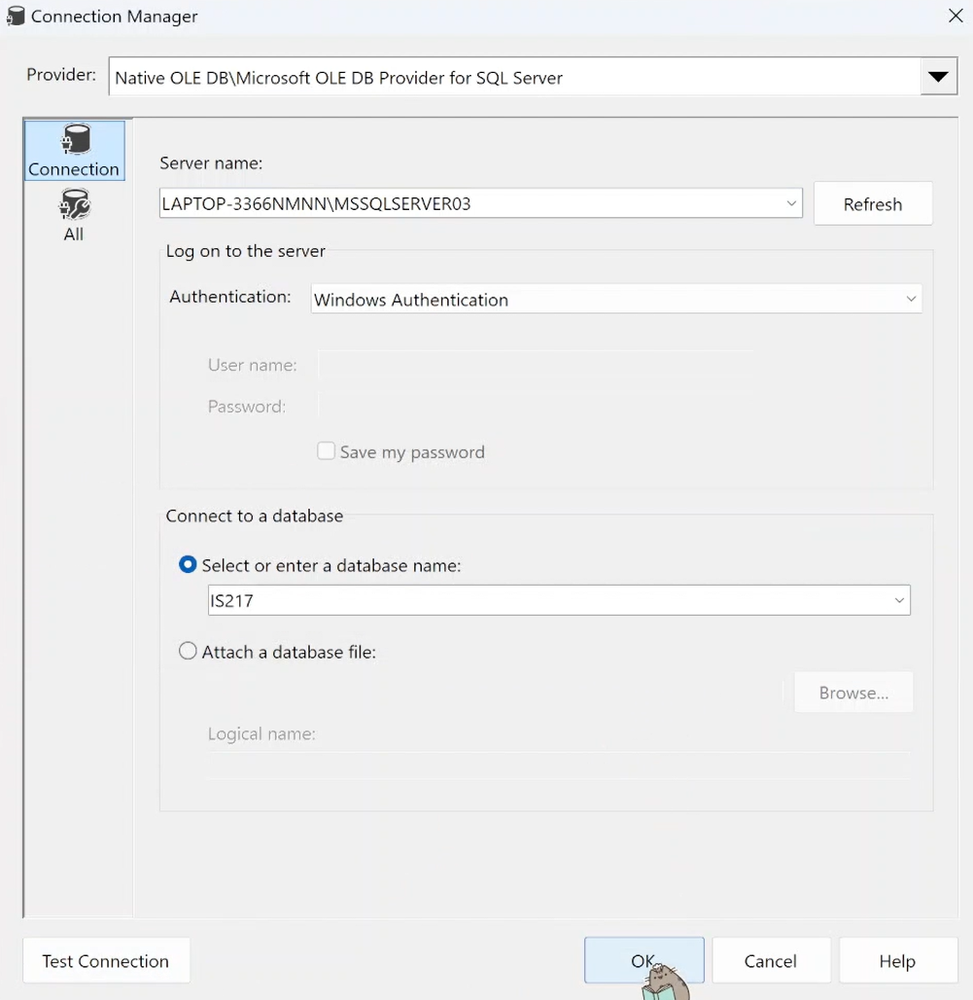 Connection Manager
Provider: Native OLE DB\Microsoft OLE DB Provider for SQL Server
Connection
All
Server name:
LAPTOP-3366NMNN\MSSQLSERVER03 Refresh
Log on to the server
Authentication: Windows Authentication
User name:
Password:
Save my password
Connect to a database
Select or enter a database name:
IS217
Attach a database file:
Browse...
Logical name:
Test Connection OK Cancel Help